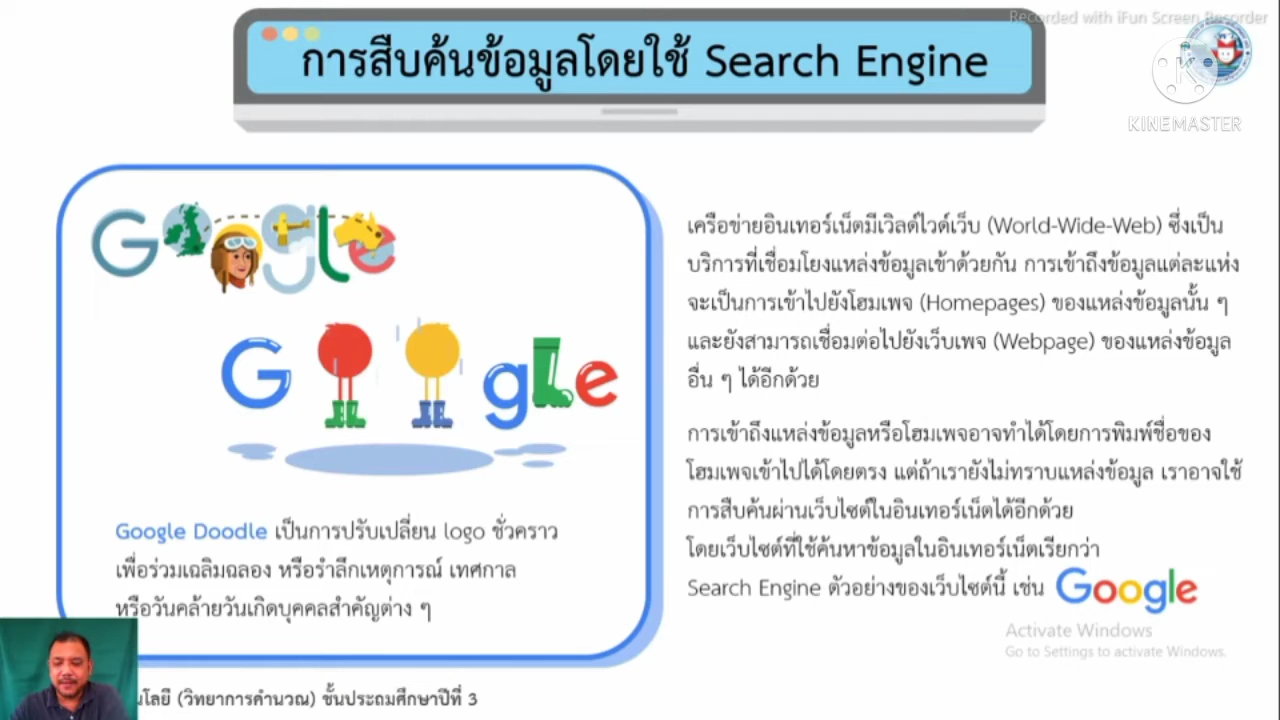 Recorded with iFun Screen Recorder
การสืบค้นข้อมูลโดยใช้ Search Engine
KINEMASTER
Google
Google
Google Doodle เป็นการปรับเปลี่ยน logo ชั่วคราว
เพื่อร่วมเฉลิมฉลอง หรือรำลึกเหตุการณ์ เทศกาล
หรือวันคล้ายวันเกิดบุคคลสำคัญต่าง ๆ
เครือข่ายอินเทอร์เน็ตมีเวิลด์ไวด์เว็บ (World-Wide-Web) ซึ่งเป็น
บริการที่เชื่อมโยงแหล่งข้อมูลเข้าด้วยกัน การเข้าถึงข้อมูลแต่ละแห่ง
จะเป็นการเข้าไปยังโฮมเพจ (Homepages) ของแหล่งข้อมูลนั้น ๆ
และยังสามารถเชื่อมต่อไปยังเว็บเพจ (Webpage) ของแหล่งข้อมูล
อื่น ๆ ได้อีกด้วย
การเข้าถึงแหล่งข้อมูลหรือโฮมเพจอาจทำได้โดยการพิมพ์ชื่อของ
โฮมเพจเข้าไปได้โดยตรง แต่ถ้าเรายังไม่ทราบแหล่งข้อมูล เราอาจใช้
การสืบค้นผ่านเว็บไซต์ในอินเทอร์เน็ตได้อีกด้วย
โดยเว็บไซต์ที่ใช้ค้นหาข้อมูลในอินเทอร์เน็ตเรียกว่า
Search Engine ตัวอย่างของเว็บไซต์นี้ เช่น Google
Activate Windows
Go to Settings to activate Windows.
นโลยี (วิทยาการคำนวณ) ชั้นประถมศึกษาปีที่ 3